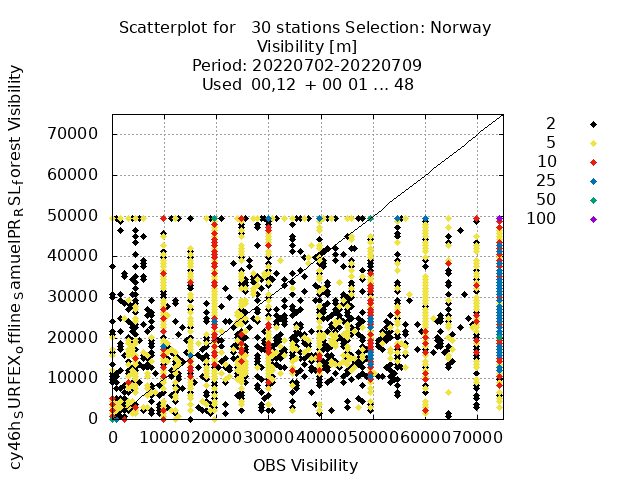 Scatterplot for 30 stations Selection: Norway
Visibility [m]
Period: 20220702-20220709
Used 00,12 + 00 01 ... 48
cy46h_SURFEX_offline_SamuelPR_RSL_forest Visibility
70000
60000
50000
40000
30000
20000
10000
0
0 10000 20000 30000 40000 50000 60000 70000
OBS Visibility
2
5
10
25
50
100